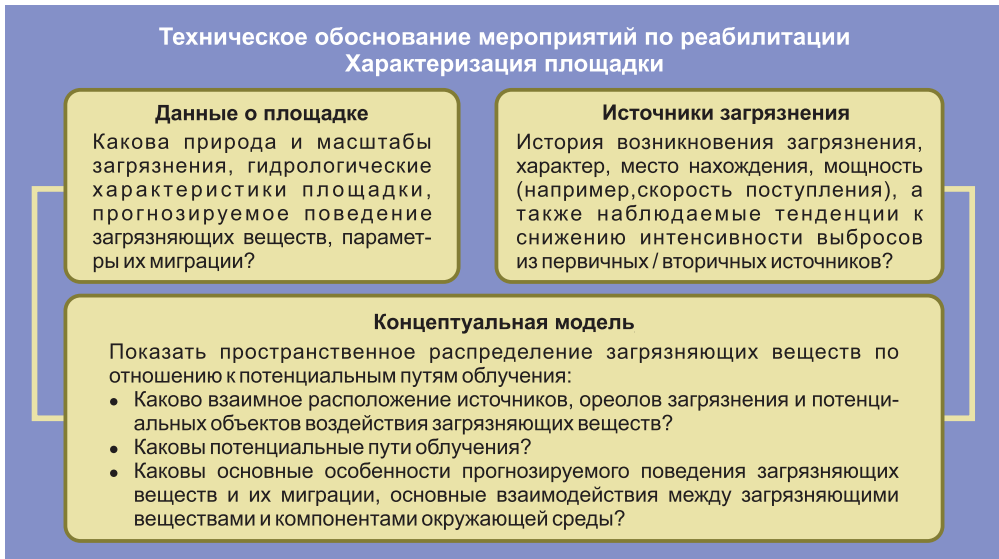 Техническое обоснование мероприятий по реабилитации
Характеризация площадки
Данные о площадке
Какова природа и масштабы
загрязнения, гидрологические
характеристики площадки,
прогнозируемое поведение
загрязняющих веществ, парамет-
ры их миграции?
Источники загрязнения
История возникновения загрязнения,
характер, место нахождения, мощность
(например,скорость поступления), а
также наблюдаемые тенденции к
снижению интенсивности выбросов
из первичных / вторичных источников?
Концептуальная модель
Показать пространственное распределение загрязняющих веществ по
отношению к потенциальным путям облучения:
• Каково взаимное расположение источников, ореолов загрязнения и потенци-
альных объектов воздействия загрязняющих веществ?
• Каковы потенциальные пути облучения?
• Каковы основные особенности прогнозируемого поведения загрязняющих
веществ и их миграции, основные взаимодействия между загрязняющими
веществами и компонентами окружающей среды?